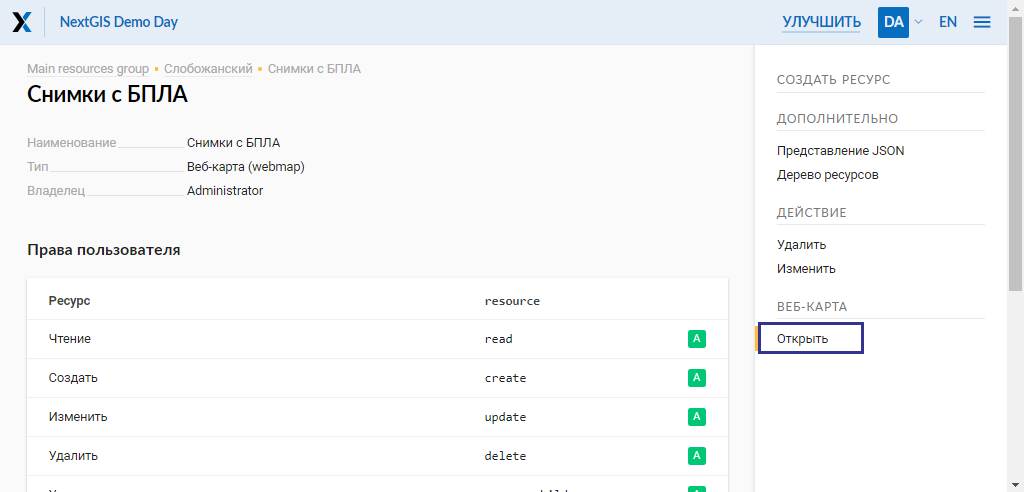 NextGIS Demo Day
УЛУЧШИТЬ
DA
EN
Main resources group • Слобожанский • Снимки с БПЛА
Снимки с БПЛА
Наименование Снимки с БПЛА
Тип Веб-карта (webmap)
Владелец Administrator
Права пользователя
Ресурс resource
Чтение read A
Создать create A
Изменить update A
Удалить delete A
СОЗДАТЬ РЕСУРС
ДОПОЛНИТЕЛЬНО
Представление JSON
Дерево ресурсов
ДЕЙСТВИЕ
Удалить
Изменить
ВЕБ-КАРТА
Открыть